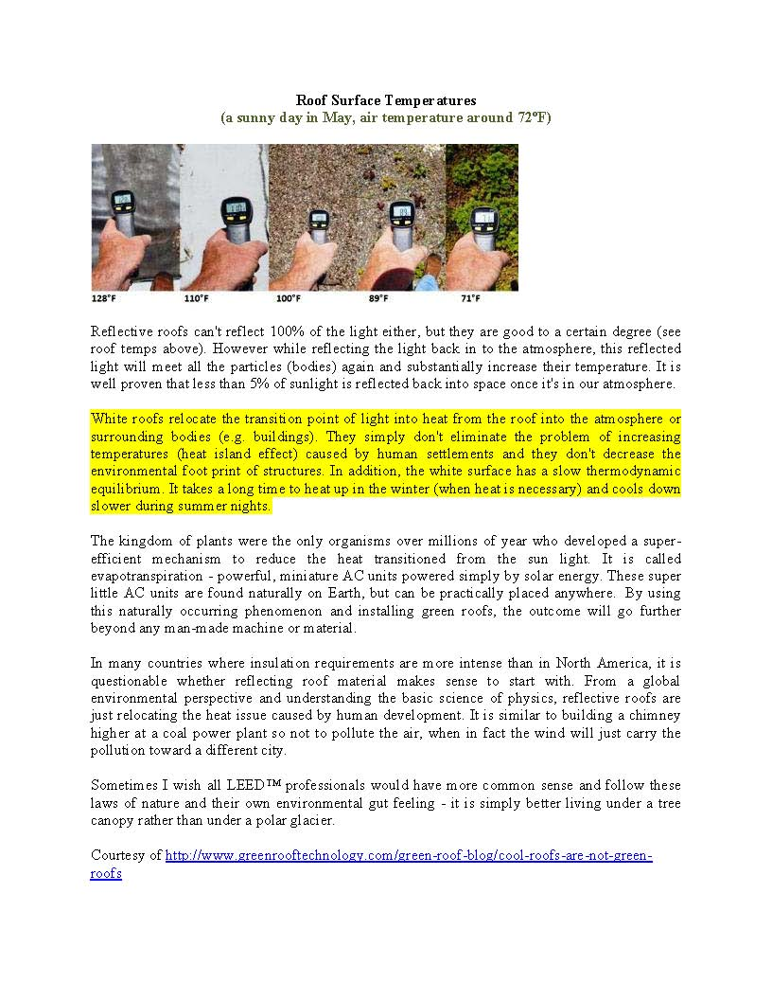 Roof Surface Temperatures
(a sunny day in May, air temperature around 72°F)
128°F 110°F 100°F 89°F 71°F
Reflective roofs can't reflect 100% of the light either, but they are good to a certain degree (see
roof temps above). However while reflecting the light back in to the atmosphere, this reflected
light will meet all the particles (bodies) again and substantially increase their temperature. It is
well proven that less than 5% of sunlight is reflected back into space once it's in our atmosphere.
White roofs relocate the transition point of light into heat from the roof into the atmosphere or
surrounding bodies (e.g. buildings). They simply don't eliminate the problem of increasing
temperatures (heat island effect) caused by human settlements and they don't decrease the
environmental foot print of structures. In addition, the white surface has a slow thermodynamic
equilibrium. It takes a long time to heat up in the winter (when heat is necessary) and cools down
slower during summer nights.
The kingdom of plants were the only organisms over millions of year who developed a super-
efficient mechanism to reduce the heat transitioned from the sun light. It is called
evapotranspiration - powerful, miniature AC units powered simply by solar energy. These super
little AC units are found naturally on Earth, but can be practically placed anywhere. By using
this naturally occurring phenomenon and installing green roofs, the outcome will go further
beyond any man-made machine or material.
In many countries where insulation requirements are more intense than in North America, it is
questionable whether reflecting roof material makes sense to start with. From a global
environmental perspective and understanding the basic science of physics, reflective roofs are
just relocating the heat issue caused by human development. It is similar to building a chimney
higher at a coal power plant so not to pollute the air, when in fact the wind will just carry the
pollution toward a different city.
Sometimes I wish all LEED™ professionals would have more common sense and follow these
laws of nature and their own environmental gut feeling - it is simply better living under a tree
canopy rather than under a polar glacier.
Courtesy of http://www.greenrooftechnology.com/green-roof-blog/cool-roofs-are-not-green-
roofs